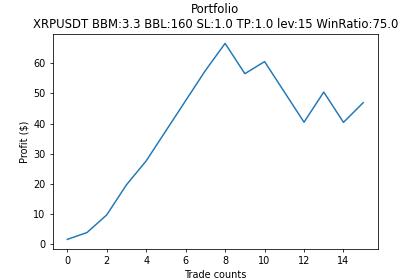 Portfolio
XRPUSDT BBM:3.3 BBL:160 SL:1.0 TP:1.0 lev:15 WinRatio:75.0
Profit ($)
60
50
40
30
20
10
0
0 2 4 6 8 10 12 14
Trade counts